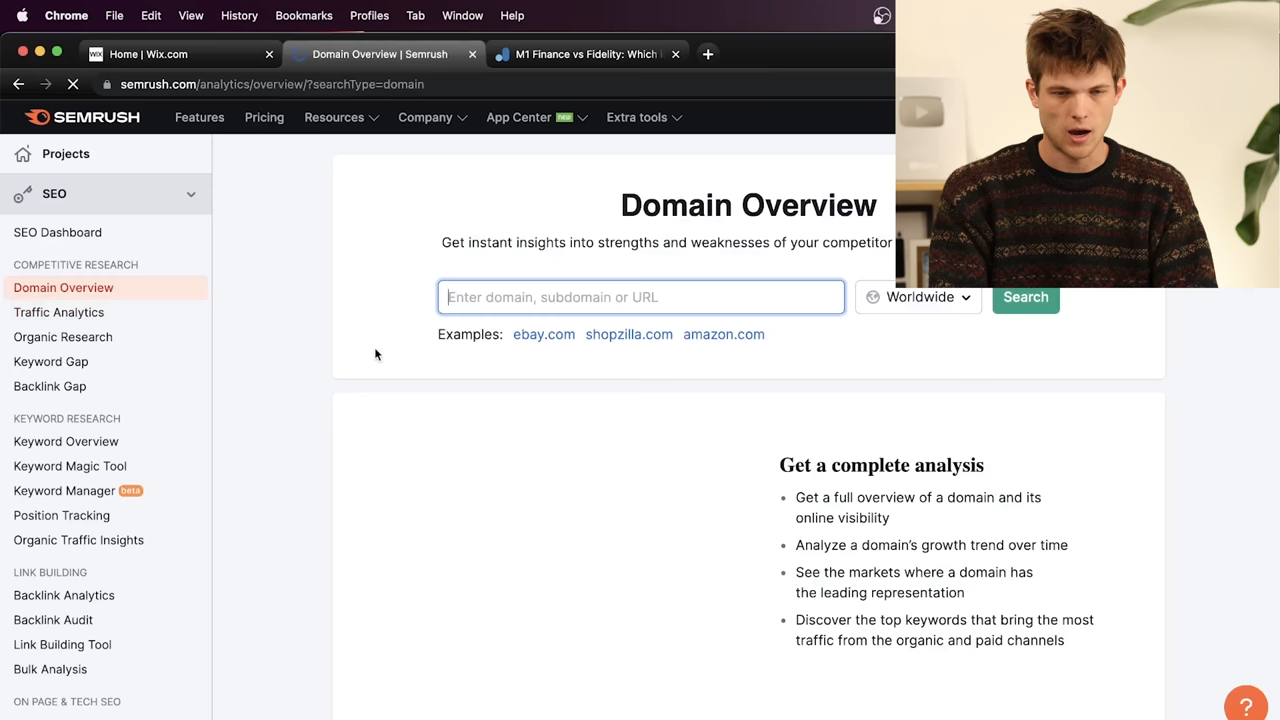 Chrome File Edit View History Bookmarks Profiles Tab Window Help
WIX Home | Wix.com Domain Overview | Semrush M1 Finance vs Fidelity: Which
semrush.com/analytics/overview/?searchType=domain
SEMRUSH Features Pricing Resources Company App Center NEW Extra tools
Projects
SEO
SEO Dashboard
COMPETITIVE RESEARCH
Domain Overview
Traffic Analytics
Organic Research
Keyword Gap
Backlink Gap
KEYWORD RESEARCH
Keyword Overview
Keyword Magic Tool
Keyword Manager beta
Position Tracking
Organic Traffic Insights
LINK BUILDING
Backlink Analytics
Backlink Audit
Link Building Tool
Bulk Analysis
ON PAGE & TECH SEO
Domain Overview
Get instant insights into strengths and weaknesses of your competitor
Enter domain, subdomain or URL Worldwide Search
Examples: ebay.com shopzilla.com amazon.com
Get a complete analysis
• Get a full overview of a domain and its
online visibility
• Analyze a domain's growth trend over time
• See the markets where a domain has
the leading representation
• Discover the top keywords that bring the most
traffic from the organic and paid channels
?